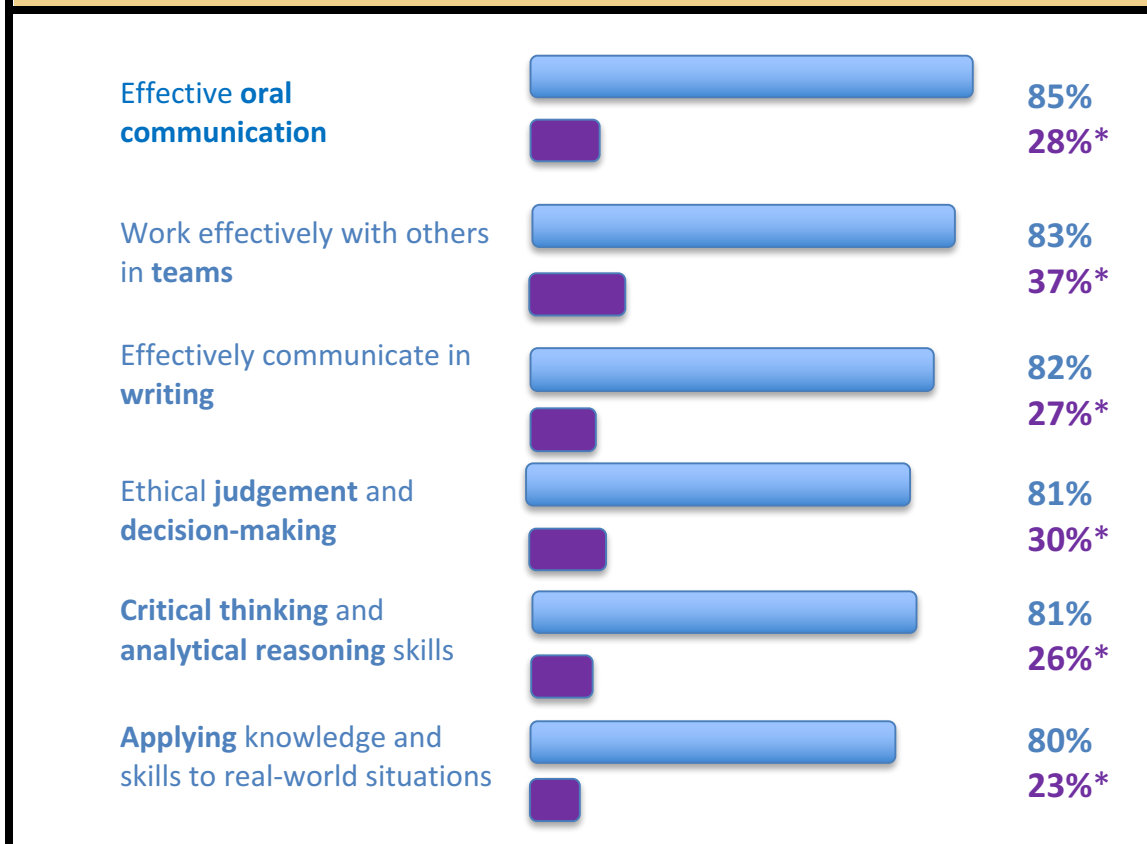 Effective oral
communication
85%
28%*
Work effectively with others
in teams
83%
37%*
Effectively communicate in
writing
82%
27%*
Ethical judgement and
decision-making
81%
30%*
Critical thinking and
analytical reasoning skills
81%
26%*
Applying knowledge and
skills to real-world situations
80%
23%*